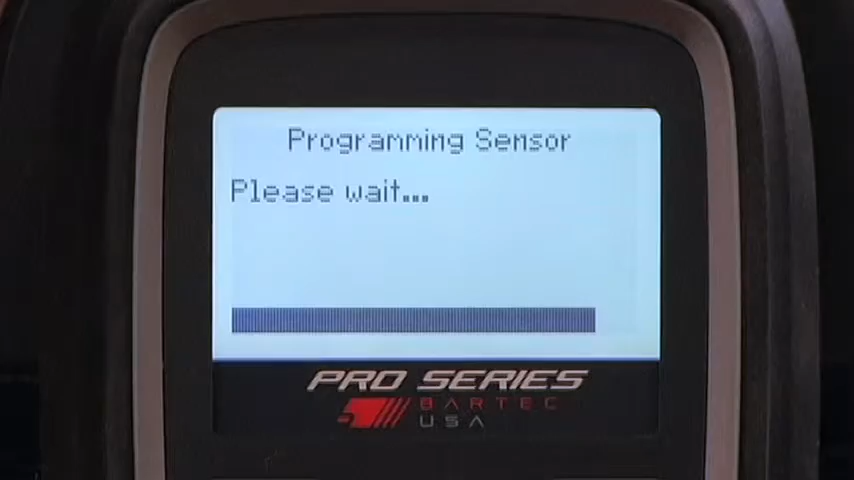 Programming Sensor
Please wait...
PRO SERIES
BARTEC
USA